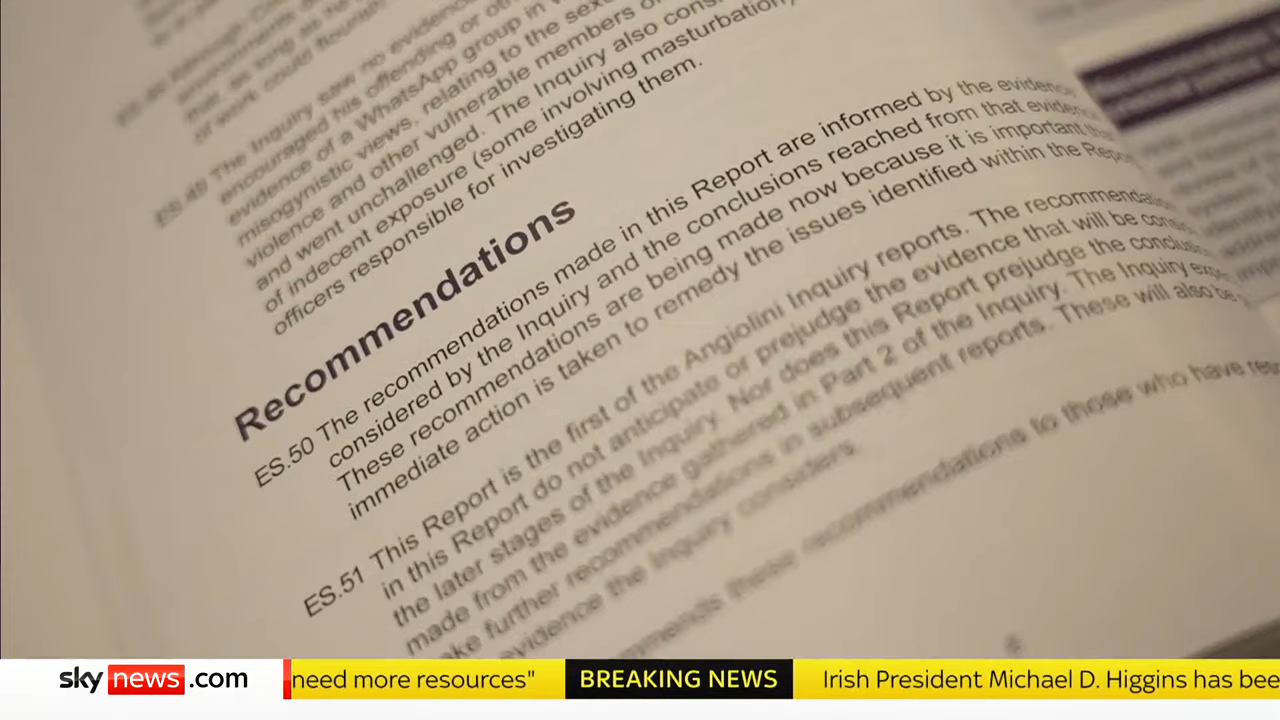 ES.49 The Inquiry saw no evidence
encouraged his offending or
evidence of a WhatsApp group in
misogynistic views, relating to the
violence and other vulnerable members
and went unchallenged. The Inquiry also
of indecent exposure (some involving masturbation)
officers responsible for investigating them.
Recommendations
ES.50 The recommendations made in this Report are informed by the evidence
considered by the Inquiry and the conclusions reached from that
These recommendations are being made now because it is important
immediate action is taken to remedy the issues identified within the
ES.51 This Report is the first of the Angiolini Inquiry reports. The
in this Report do not anticipate or prejudge the evidence that will be
the later stages of the Inquiry. Nor does this Report prejudge the
made from the evidence gathered in Part 2 of the Inquiry. The Inquiry
further recommendations in subsequent reports. These will also be
evidence the Inquiry considers.
these recommendations to those who have
sky news.com
need more resources"
BREAKING NEWS
Irish President Michael D. Higgins has